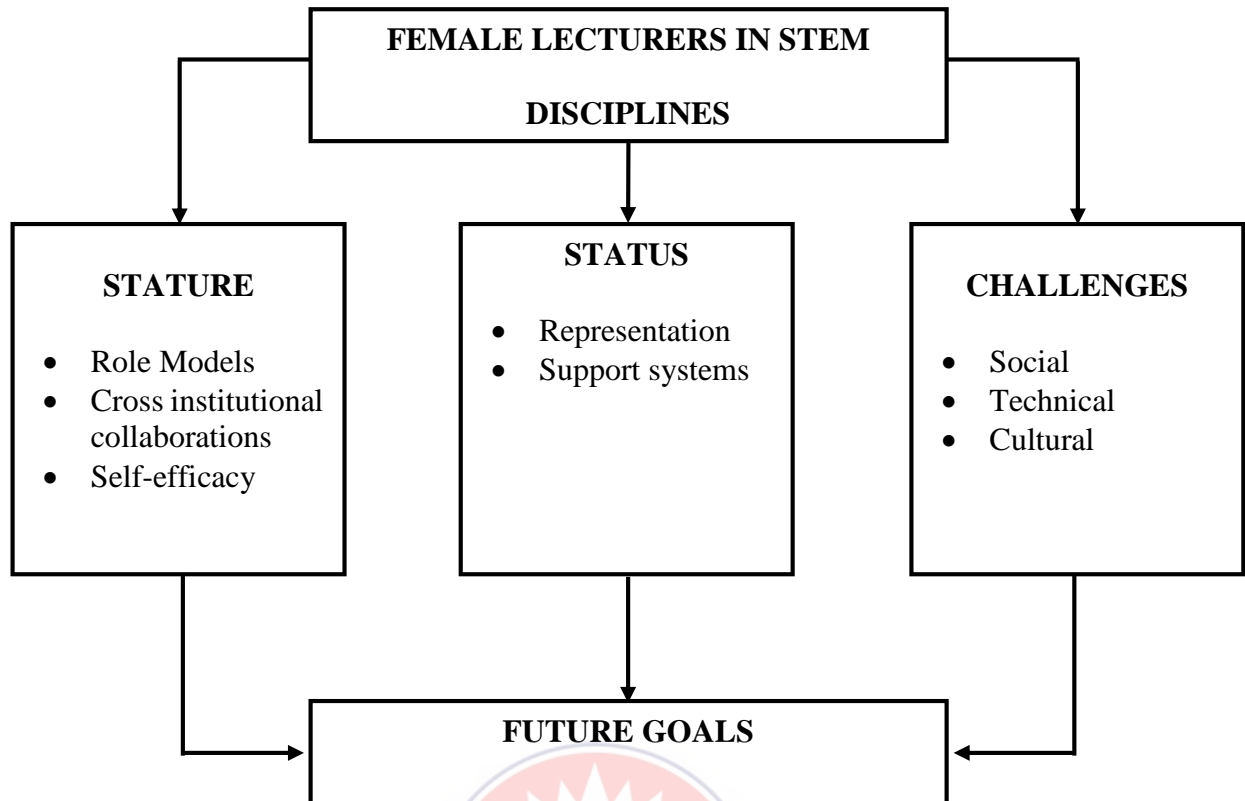 FEMALE LECTURERS IN STEM
DISCIPLINES
STATURE
• Role Models
• Cross institutional
collaborations
• Self-efficacy
STATUS
• Representation
• Support systems
CHALLENGES
• Social
• Technical
• Cultural
FUTURE GOALS